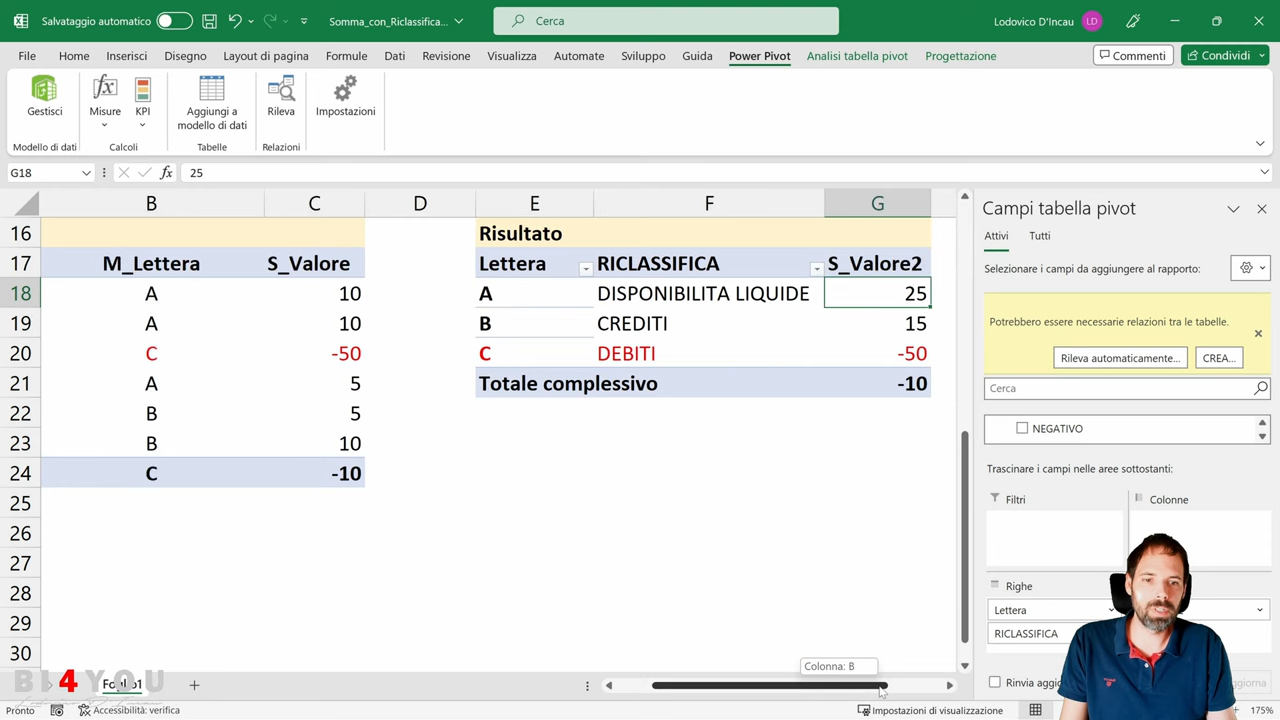 Salvataggio automatico
Somma_con_Riclassifica...
Cerca
Lodovico D'Incau
LD
File Home Inserisci Disegno Layout di pagina Formule Dati Revisione Visualizza Automate Sviluppo Guida Power Pivot Analisi tabella pivot Progettazione
Commenti
Condividi
Gestisci
Misure
KPI
Aggiungi a
modello di dati
Rileva
Impostazioni
Modello di dati
Calcoli
Tabelle
Relazioni
G18
fx
25
B C D E F G
16 Risultato
17 M_Lettera S_Valore Lettera RICLASSIFICA S_Valore2
18 A 10 A DISPONIBILITA LIQUIDE 25
19 A 10 B CREDITI 15
20 C -50 C DEBITI -50
21 A 5 Totale complessivo -10
22 B 5
23 B 10
24 C -10
25
26
27
28
29
30
Campi tabella pivot
Attivi Tutti
Selezionare i campi da aggiungere al rapporto:
Potrebbero essere necessarie relazioni tra le tabelle.
Rileva automaticamente... CREA...
Cerca
NEGATIVO
Trascinare i campi nelle aree sottostanti:
Filtri
Colonne
Righe
Lettera
RICLASSIFICA
Colonna: B
BI4YOU
Pronto
Accessibilità: verifica
Impostazioni di visualizzazione
175%